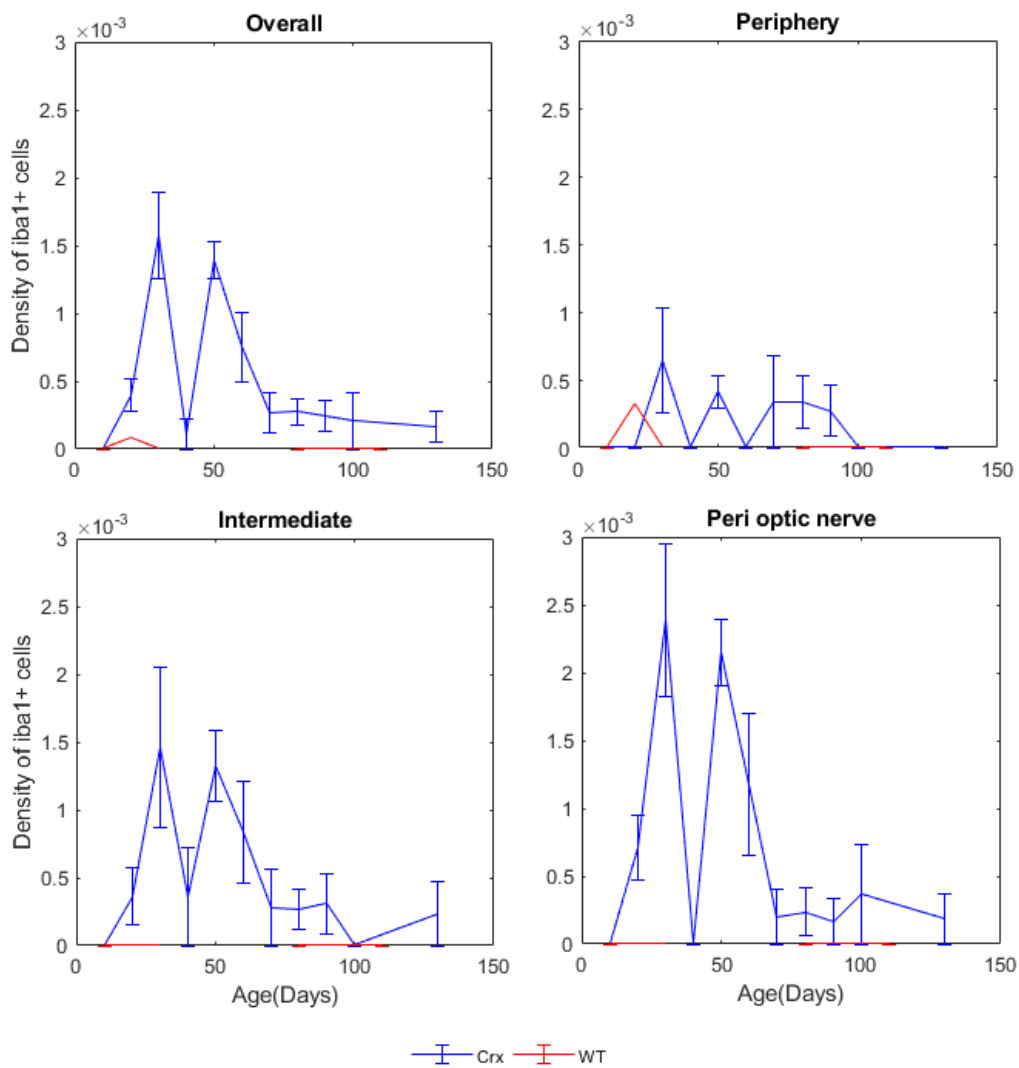 Overall
×10⁻³
3
2.5
2
1.5
1
0.5
0
0 50 100 150
Density of iba1+ cells
Periphery
×10⁻³
3
2.5
2
1.5
1
0.5
0
0 50 100 150
Intermediate
×10⁻³
3
2.5
2
1.5
1
0.5
0
0 50 100 150
Density of iba1+ cells
Age(Days)
Peri optic nerve
×10⁻³
3
2.5
2
1.5
1
0.5
0
0 50 100 150
Age(Days)
Crx WT